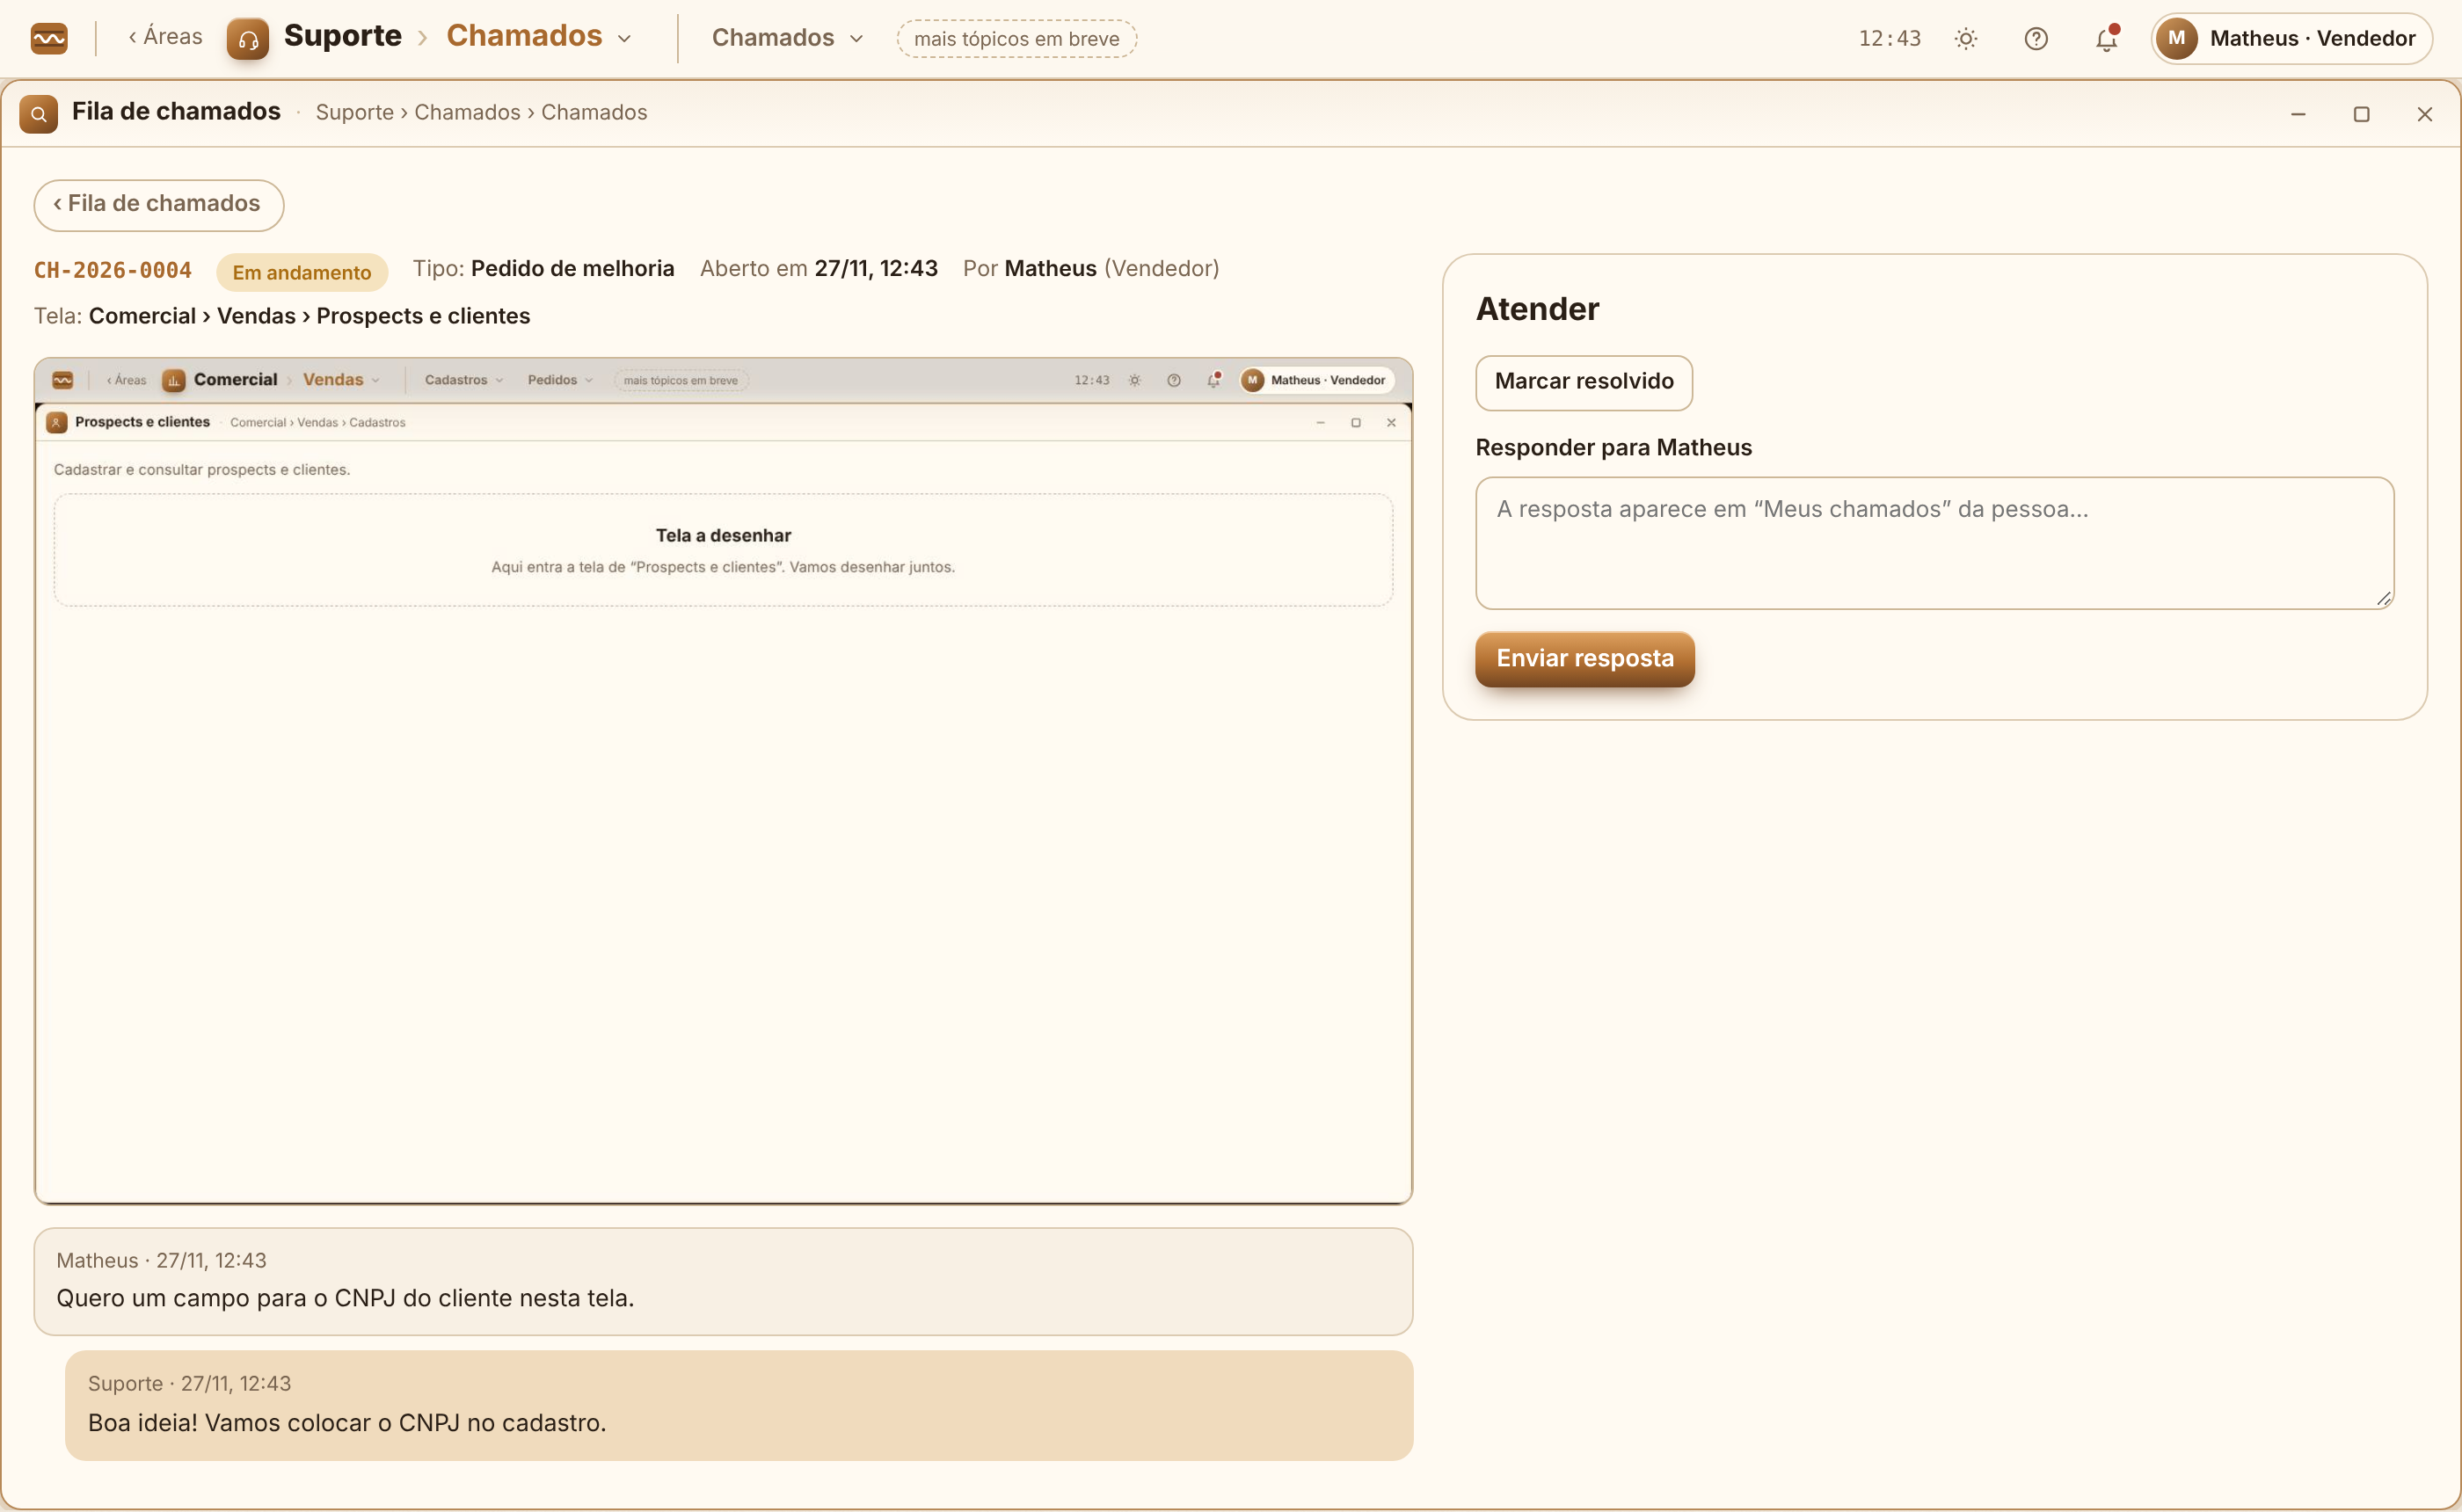 ‹ Áreas Suporte › Chamados Chamados mais tópicos em breve 12:43 M Matheus · Vendedor
Fila de chamados · Suporte › Chamados › Chamados
‹ Fila de chamados
CH-2026-0004 Em andamento Tipo: Pedido de melhoria Aberto em 27/11, 12:43 Por Matheus (Vendedor)
Tela: Comercial › Vendas › Prospects e clientes
‹ Áreas Comercial › Vendas Cadastros Pedidos mais tópicos em breve 12:43 M Matheus · Vendedor
Prospects e clientes · Comercial › Vendas › Cadastros
Cadastrar e consultar prospects e clientes.
Tela a desenhar
Aqui entra a tela de “Prospects e clientes”. Vamos desenhar juntos.
Matheus · 27/11, 12:43
Quero um campo para o CNPJ do cliente nesta tela.
Suporte · 27/11, 12:43
Boa ideia! Vamos colocar o CNPJ no cadastro.
Atender
Marcar resolvido
Responder para Matheus
A resposta aparece em “Meus chamados” da pessoa...
Enviar resposta